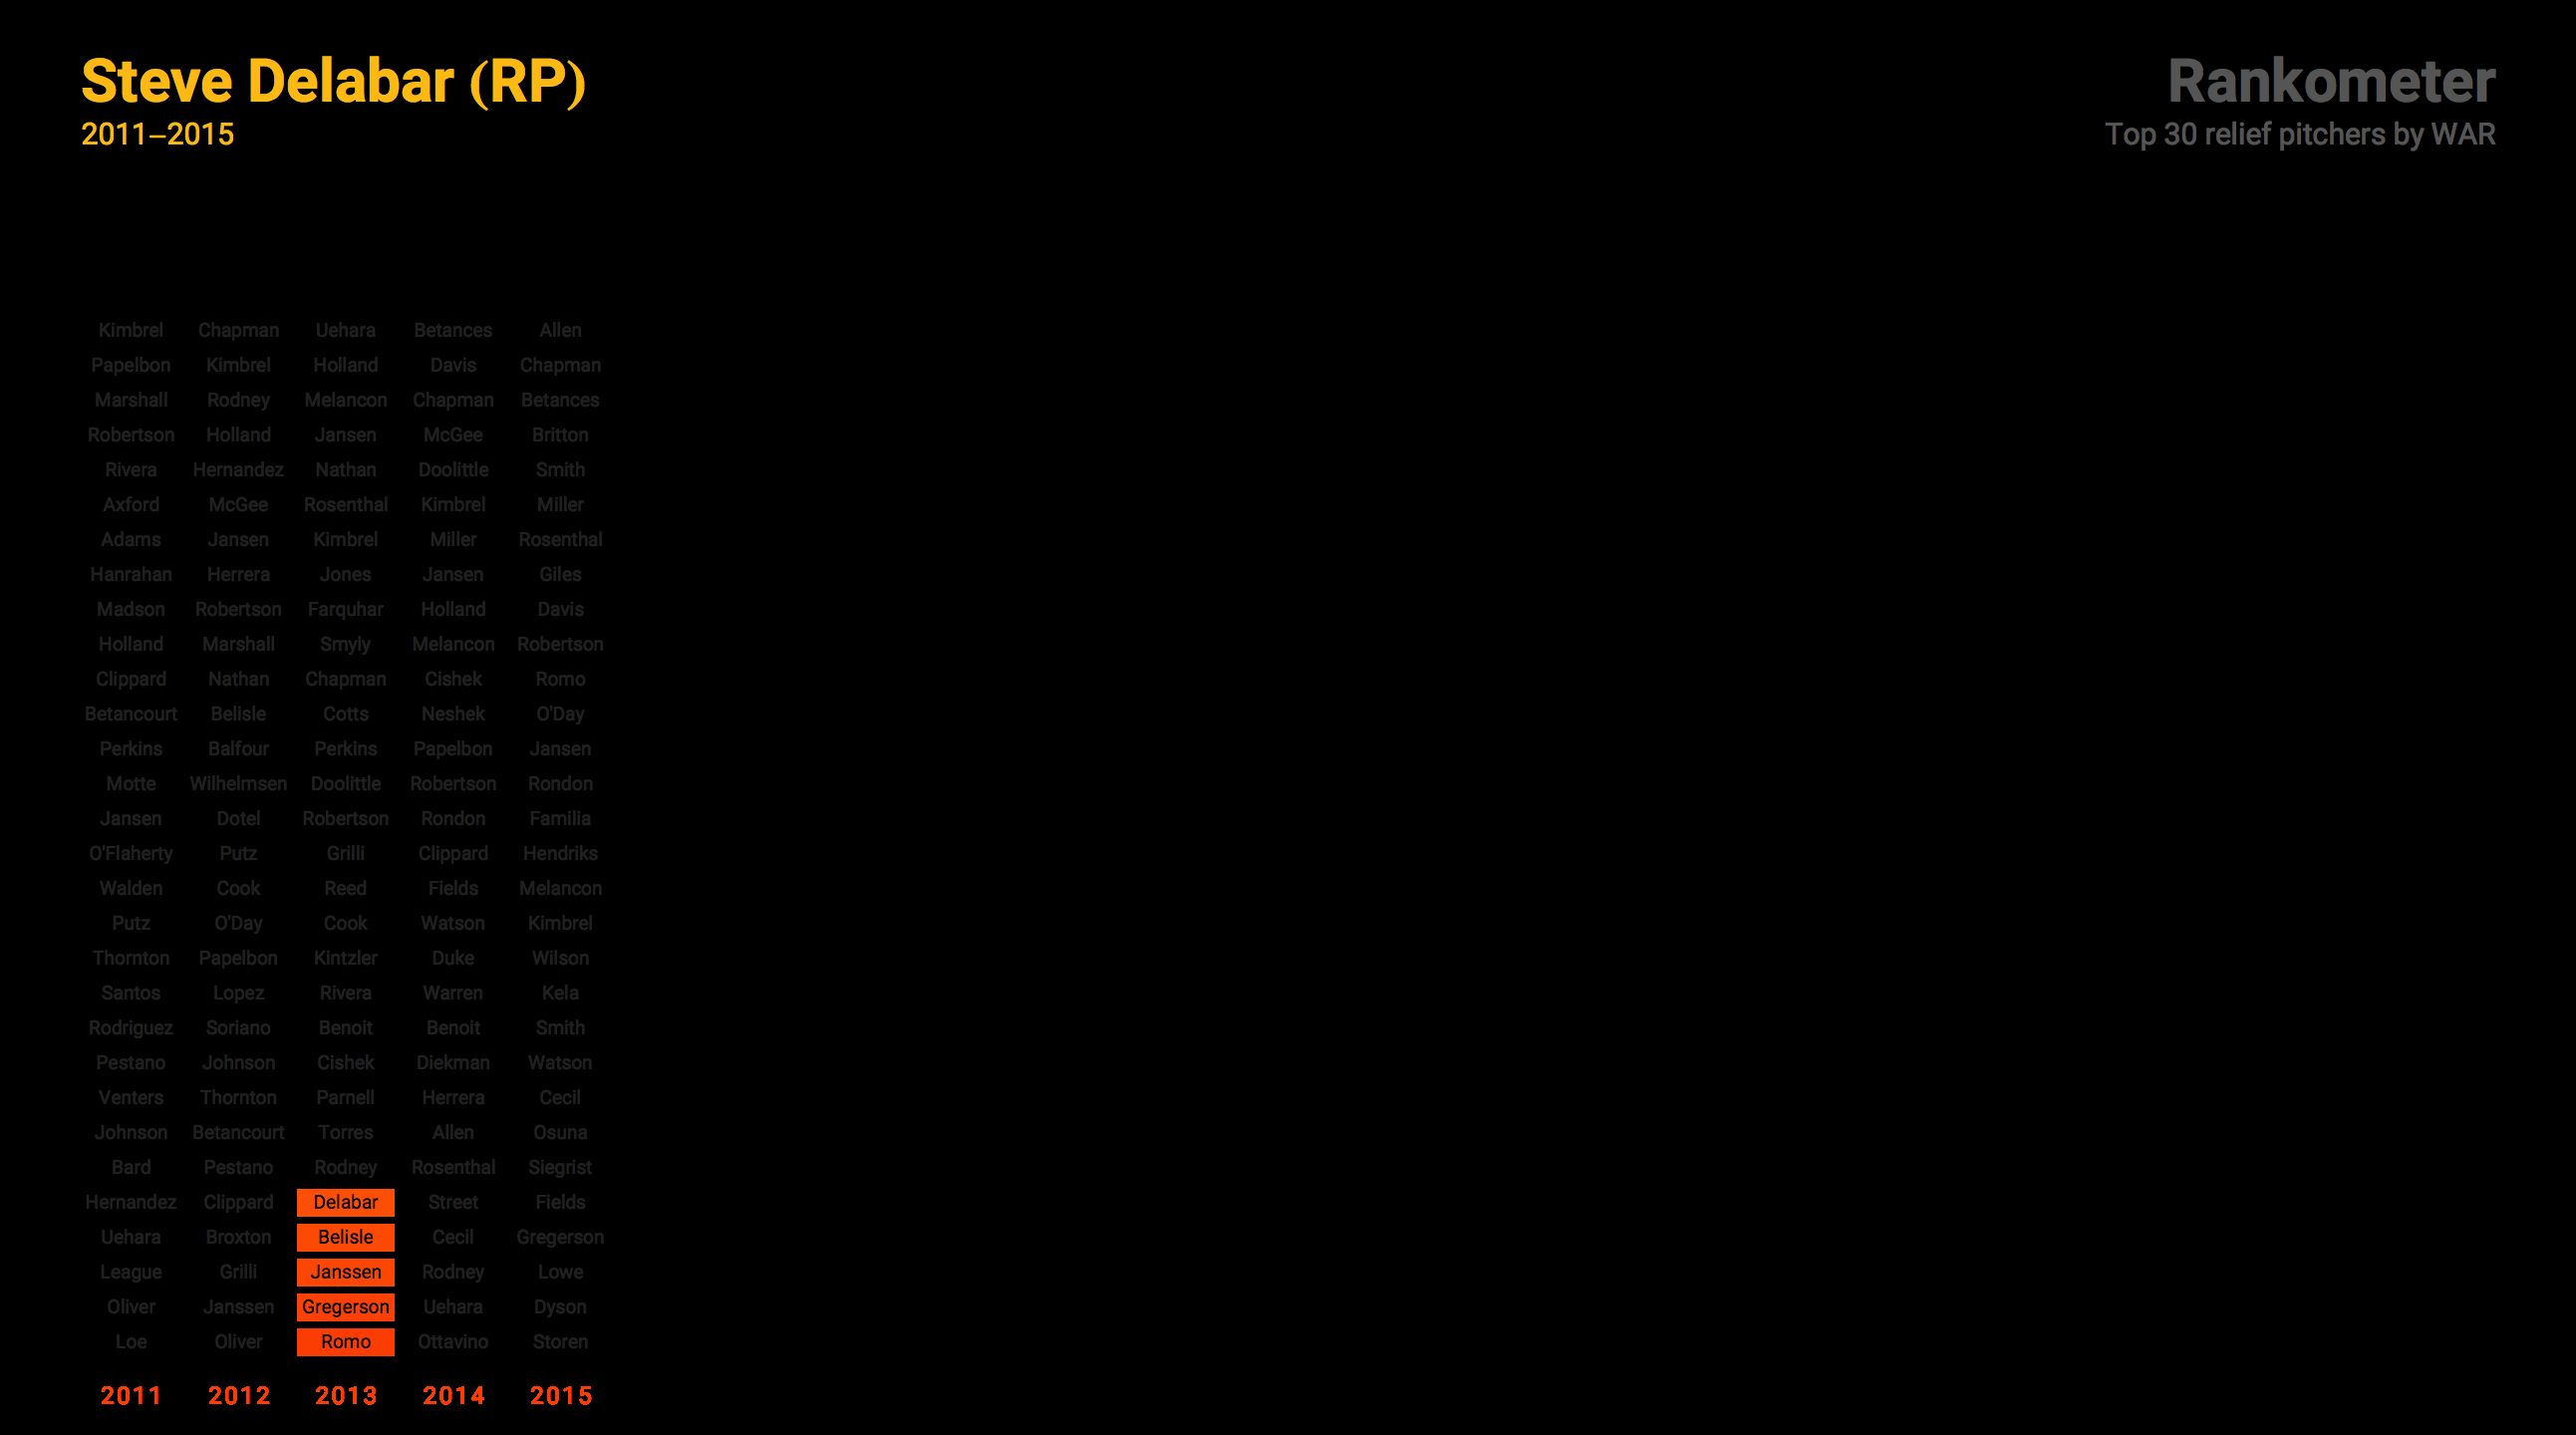 Steve Delabar (RP)
2011–2015
Rankometer
Top 30 relief pitchers by WAR
Kimbrel Chapman Uehara Betances Allen
Papelbon Kimbrel Holland Davis Chapman
Marshall Rodney Melancon Chapman Betances
Robertson Holland Jansen McGee Britton
Rivera Hernandez Nathan Doolittle Smith
Axford McGee Rosenthal Kimbrel Miller
Adams Jansen Kimbrel Miller Rosenthal
Hanrahan Herrera Jones Jansen Giles
Madson Robertson Farquhar Holland Davis
Holland Marshall Smyly Melancon Robertson
Clippard Nathan Chapman Cishek Romo
Betancourt Belisle Cotts Neshek O'Day
Perkins Balfour Perkins Papelbon Jansen
Motte Wilhelmsen Doolittle Robertson Rondon
Jansen Dotel Robertson Rondon Familia
O'Flaherty Putz Grilli Clippard Hendriks
Walden Cook Reed Fields Melancon
Putz O'Day Cook Watson Kimbrel
Thornton Papelbon Kintzler Duke Wilson
Santos Lopez Rivera Warren Kela
Rodriguez Soriano Benoit Benoit Smith
Pestano Johnson Cishek Diekman Watson
Venters Thornton Parnell Herrera Cecil
Johnson Betancourt Torres Allen Osuna
Bard Pestano Rodney Rosenthal Siegrist
Hernandez Clippard Delabar Street Fields
Uehara Broxton Belisle Cecil Gregerson
League Grilli Janssen Rodney Lowe
Oliver Janssen Gregerson Uehara Dyson
Loe Oliver Romo Ottavino Storen
2011 2012 2013 2014 2015